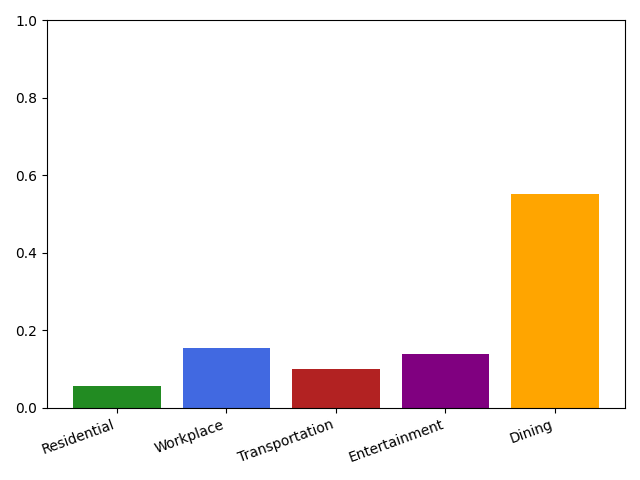 1.0
0.8
0.6
0.4
0.2
0.0
Residential
Workplace
Transportation
Entertainment
Dining